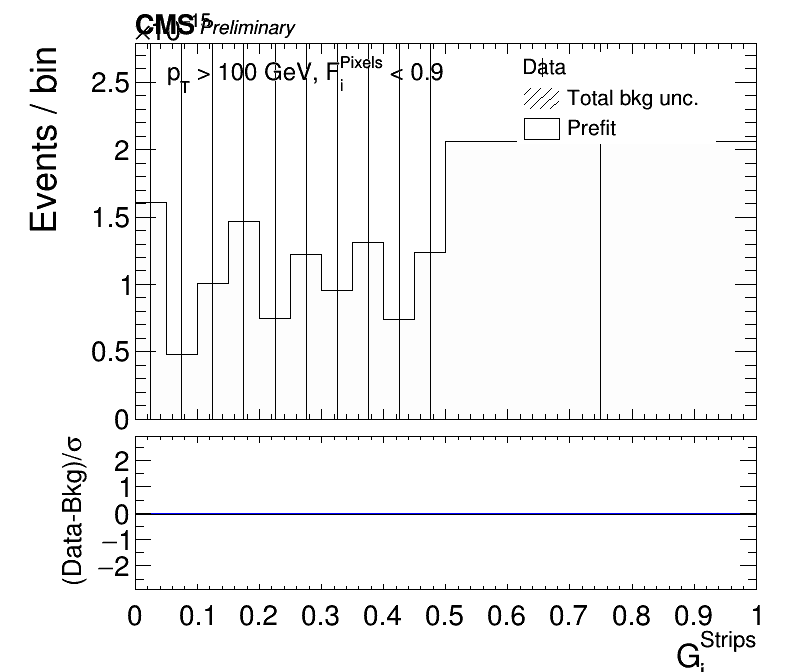 CMS Preliminary
×10 15
p_T > 100 GeV, F_i^Pixels < 0.9
Data
Total bkg unc.
Prefit
Events / bin
2.5
2
1.5
1
0.5
0
(Data-Bkg)/σ
2
1
0
−1
−2
0 0.1 0.2 0.3 0.4 0.5 0.6 0.7 0.8 0.9 1
G_i^Strips